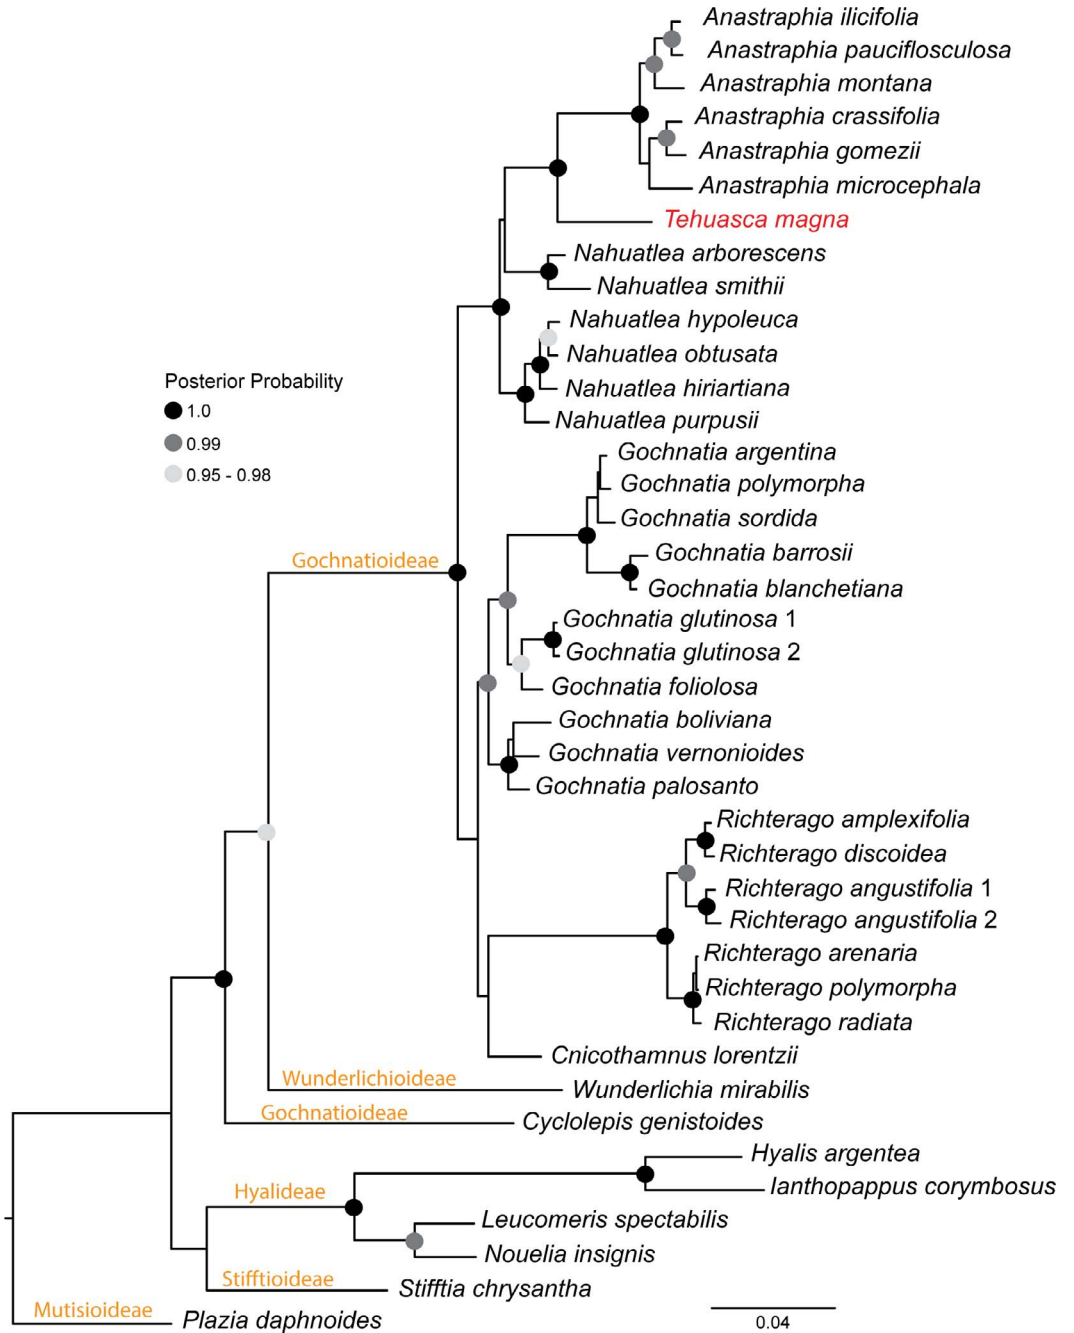 Anastraphia ilicifolia
Anastraphia pauciflosculosa
Anastraphia montana
Anastraphia crassifolia
Anastraphia gomezii
Anastraphia microcephala
Tehuasca magna
Nahuatlea arborescens
Nahuatlea smithii
Nahuatlea hypoleuca
Nahuatlea obtusata
Nahuatlea hiriartiana
Nahuatlea purpusii
Posterior Probability
1.0
0.99
0.95 - 0.98
Gochnatia argentina
Gochnatia polymorpha
Gochnatia sordida
Gochnatia barrosii
Gochnatioideae
Gochnatia blanchetiana
Gochnatia glutinosa 1
Gochnatia glutinosa 2
Gochnatia foliolosa
Gochnatia boliviana
Gochnatia vernonioides
Gochnatia palosanto
Richterago amplexifolia
Richterago discoidea
Richterago angustifolia 1
Richterago angustifolia 2
Richterago arenaria
Richterago polymorpha
Richterago radiata
Cnicothamnus lorentzii
Wunderlichioideae
Wunderlichia mirabilis
Gochnatioideae
Cyclolepis genistoides
Hyalis argentea
Ianthopappus corymbosus
Hyalideae
Leucomeris spectabilis
Nouelia insignis
Stifftioideae
Stifftia chrysantha
Mutisioideae
Plazia daphnoides
0.04